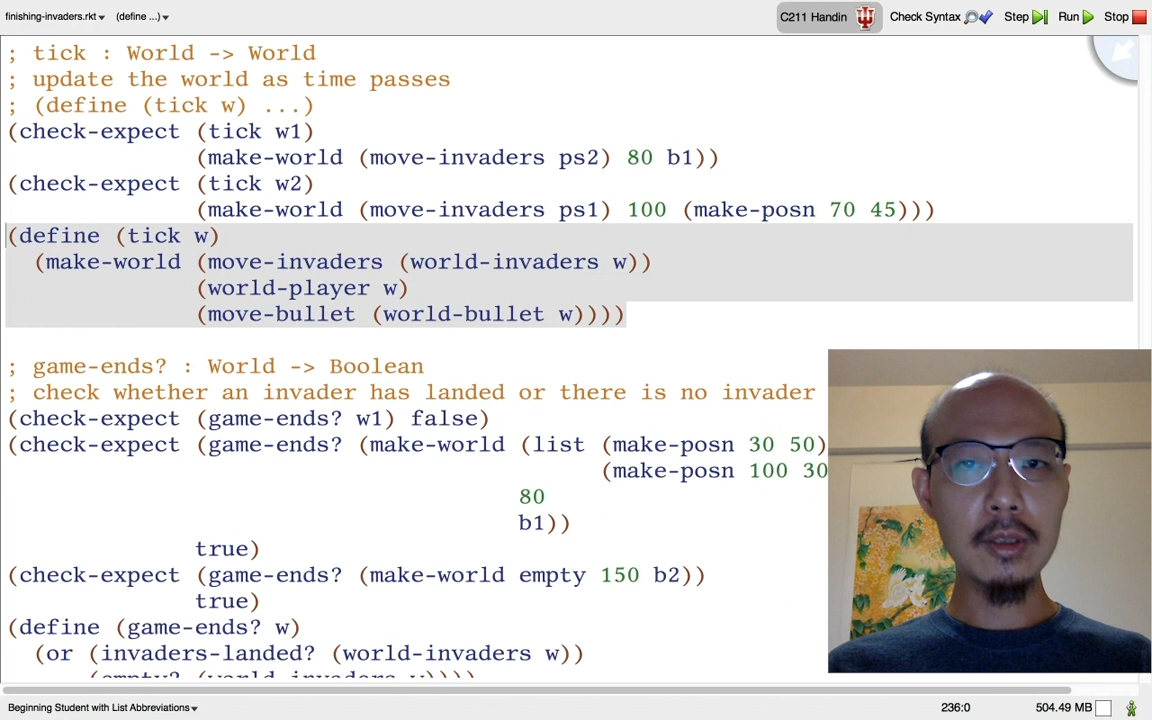 finishing-invaders.rkt▾ (define ...)▾ C211 Handin Check Syntax Step Run Stop
; tick : World -> World
; update the world as time passes
; (define (tick w) ...)
(check-expect (tick w1)
(make-world (move-invaders ps2) 80 b1))
(check-expect (tick w2)
(make-world (move-invaders ps1) 100 (make-posn 70 45)))
(define (tick w)
(make-world (move-invaders (world-invaders w))
(world-player w)
(move-bullet (world-bullet w))))
; game-ends? : World -> Boolean
; check whether an invader has landed or there is no invader
(check-expect (game-ends? w1) false)
(check-expect (game-ends? (make-world (list (make-posn 30 50)
(make-posn 100 30
80
b1))
true)
(check-expect (game-ends? (make-world empty 150 b2))
true)
(define (game-ends? w)
(or (invaders-landed? (world-invaders w))
(empty? (world-invaders w))))
Beginning Student with List Abbreviations▾ 236:0 504.49 MB